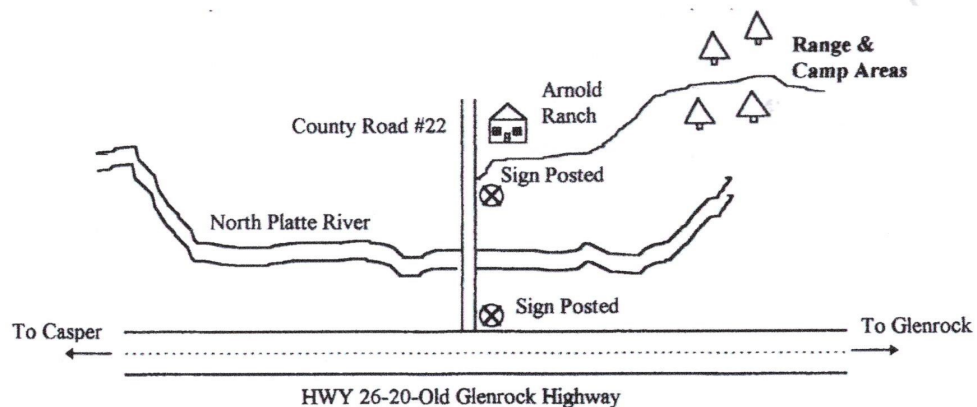 Range &
Camp Areas
Arnold
Ranch
County Road #22
Sign Posted
North Platte River
Sign Posted
To Casper
To Glenrock
HWY 26-20-Old Glenrock Highway